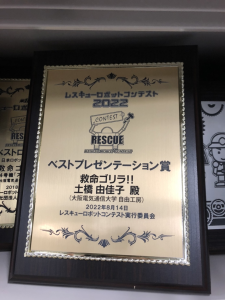 レスキューロボットコンテスト
2022
CONTEST
RESCUE
ベストプレゼンテーション賞
救命ゴリラ!!
土橋 由佳子 殿
(大阪電気通信大学 自由工房)
2022年8月14日
レスキューロボットコンテスト実行委員会